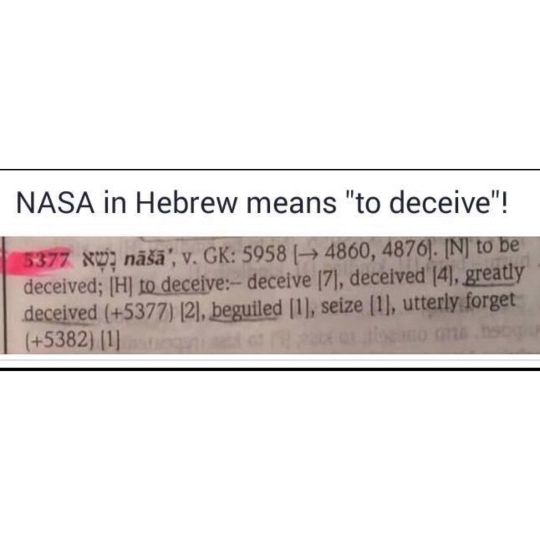 NASA in Hebrew means "to deceive"!
5377 נָשָׁא nāšā', v. GK: 5958 [→ 4860, 4876]. [N] to be
deceived; [H] to deceive:– deceive [7], deceived [4], greatly
deceived (+5377) [2], beguiled [1], seize [1], utterly forget
(+5382) [1]